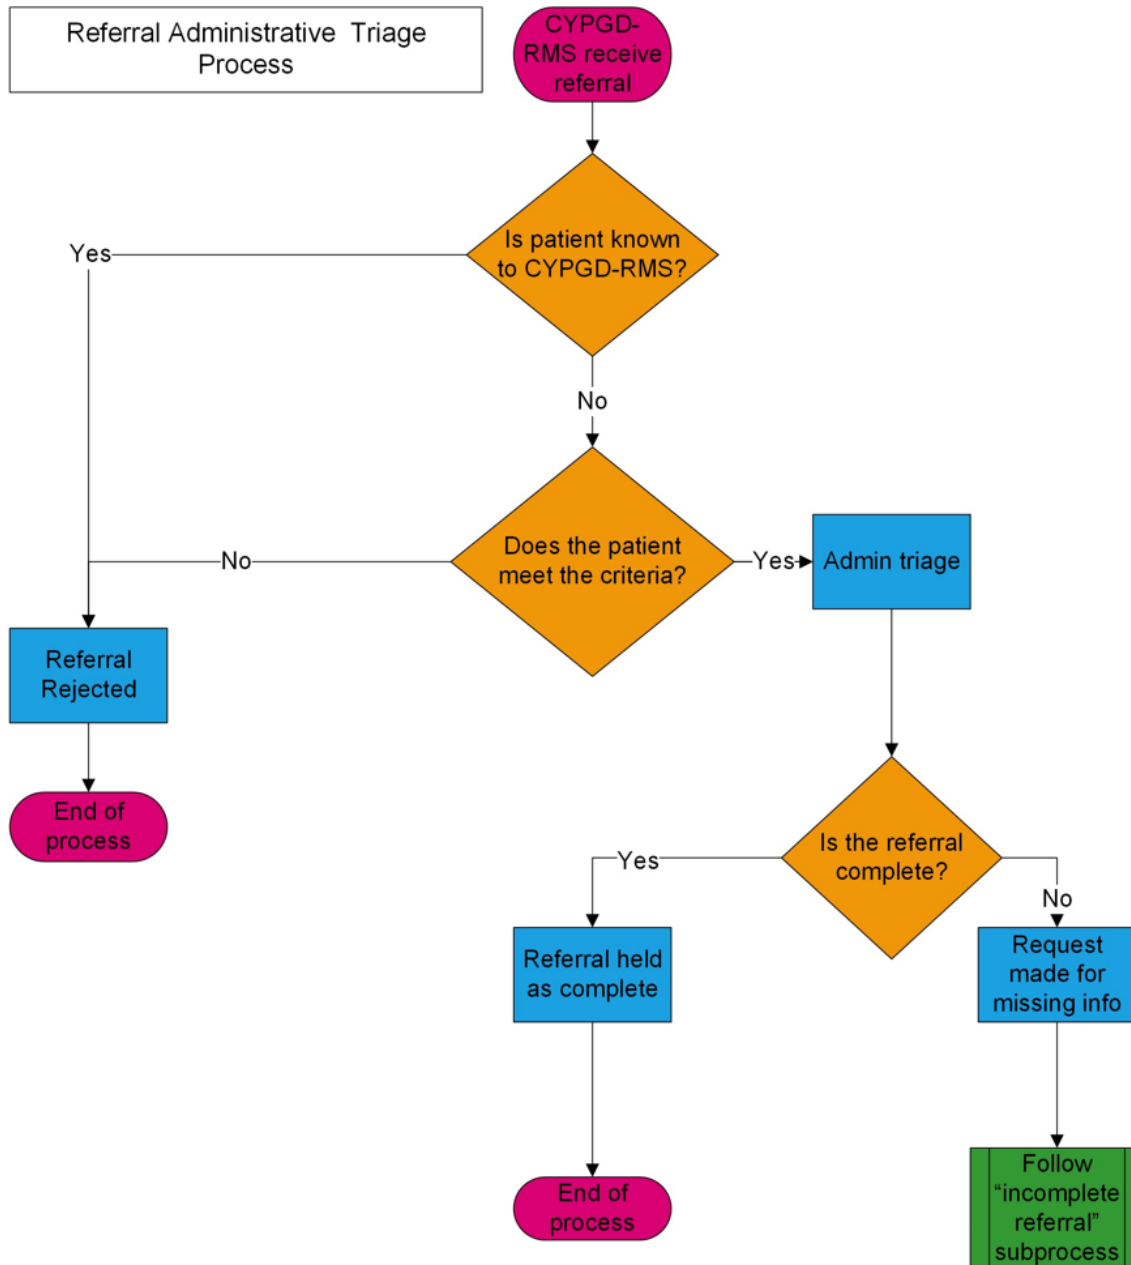 Referral Administrative Triage
Process
CYPGD-
RMS receive
referral
Is patient known
to CYPGD-RMS?
Yes
No
Does the patient
meet the criteria?
No
Yes
Admin triage
Referral
Rejected
End of
process
Is the referral
complete?
Yes
No
Referral held
as complete
Request
made for
missing info
End of
process
Follow
“incomplete
referral”
subprocess